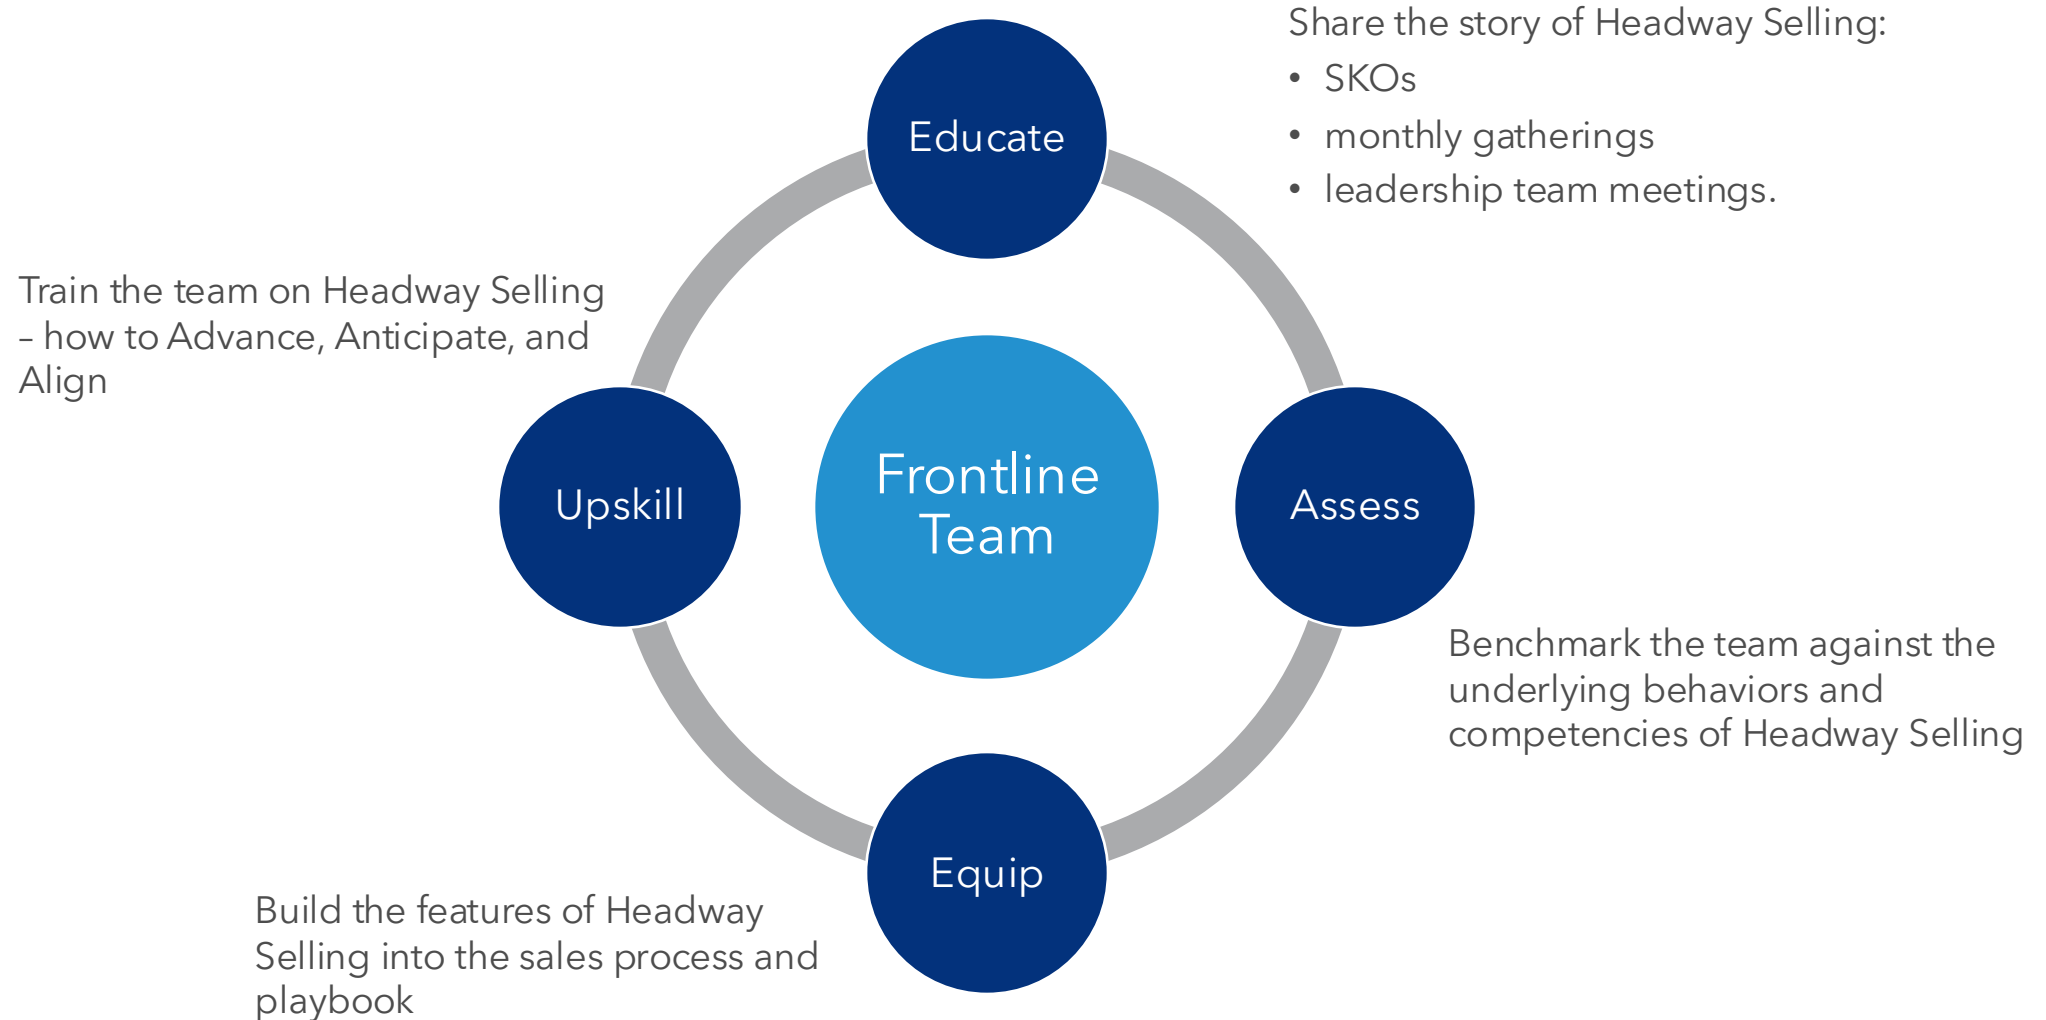 Share the story of Headway Selling:
• SKOs
• monthly gatherings
• leadership team meetings.
Educate
Train the team on Headway Selling
– how to Advance, Anticipate, and
Align
Frontline
Team
Upskill
Assess
Benchmark the team against the
underlying behaviors and
competencies of Headway Selling
Equip
Build the features of Headway
Selling into the sales process and
playbook